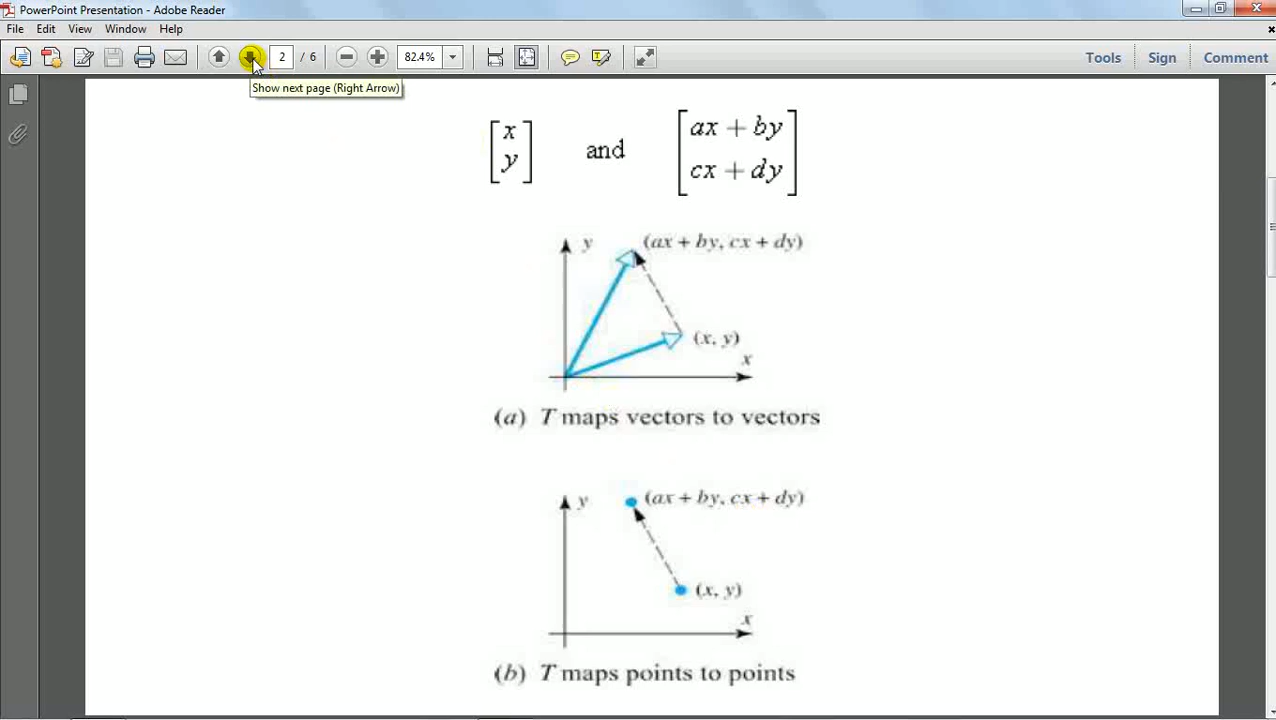 PowerPoint Presentation - Adobe Reader
File Edit View Window Help
2 / 6 82.4% Tools Sign Comment
Show next page (Right Arrow)
[x y] and [ax + by cx + dy]
y (ax + by, cx + dy)
(x, y)
x
(a) T maps vectors to vectors
y (ax + by, cx + dy)
(x, y)
x
(b) T maps points to points